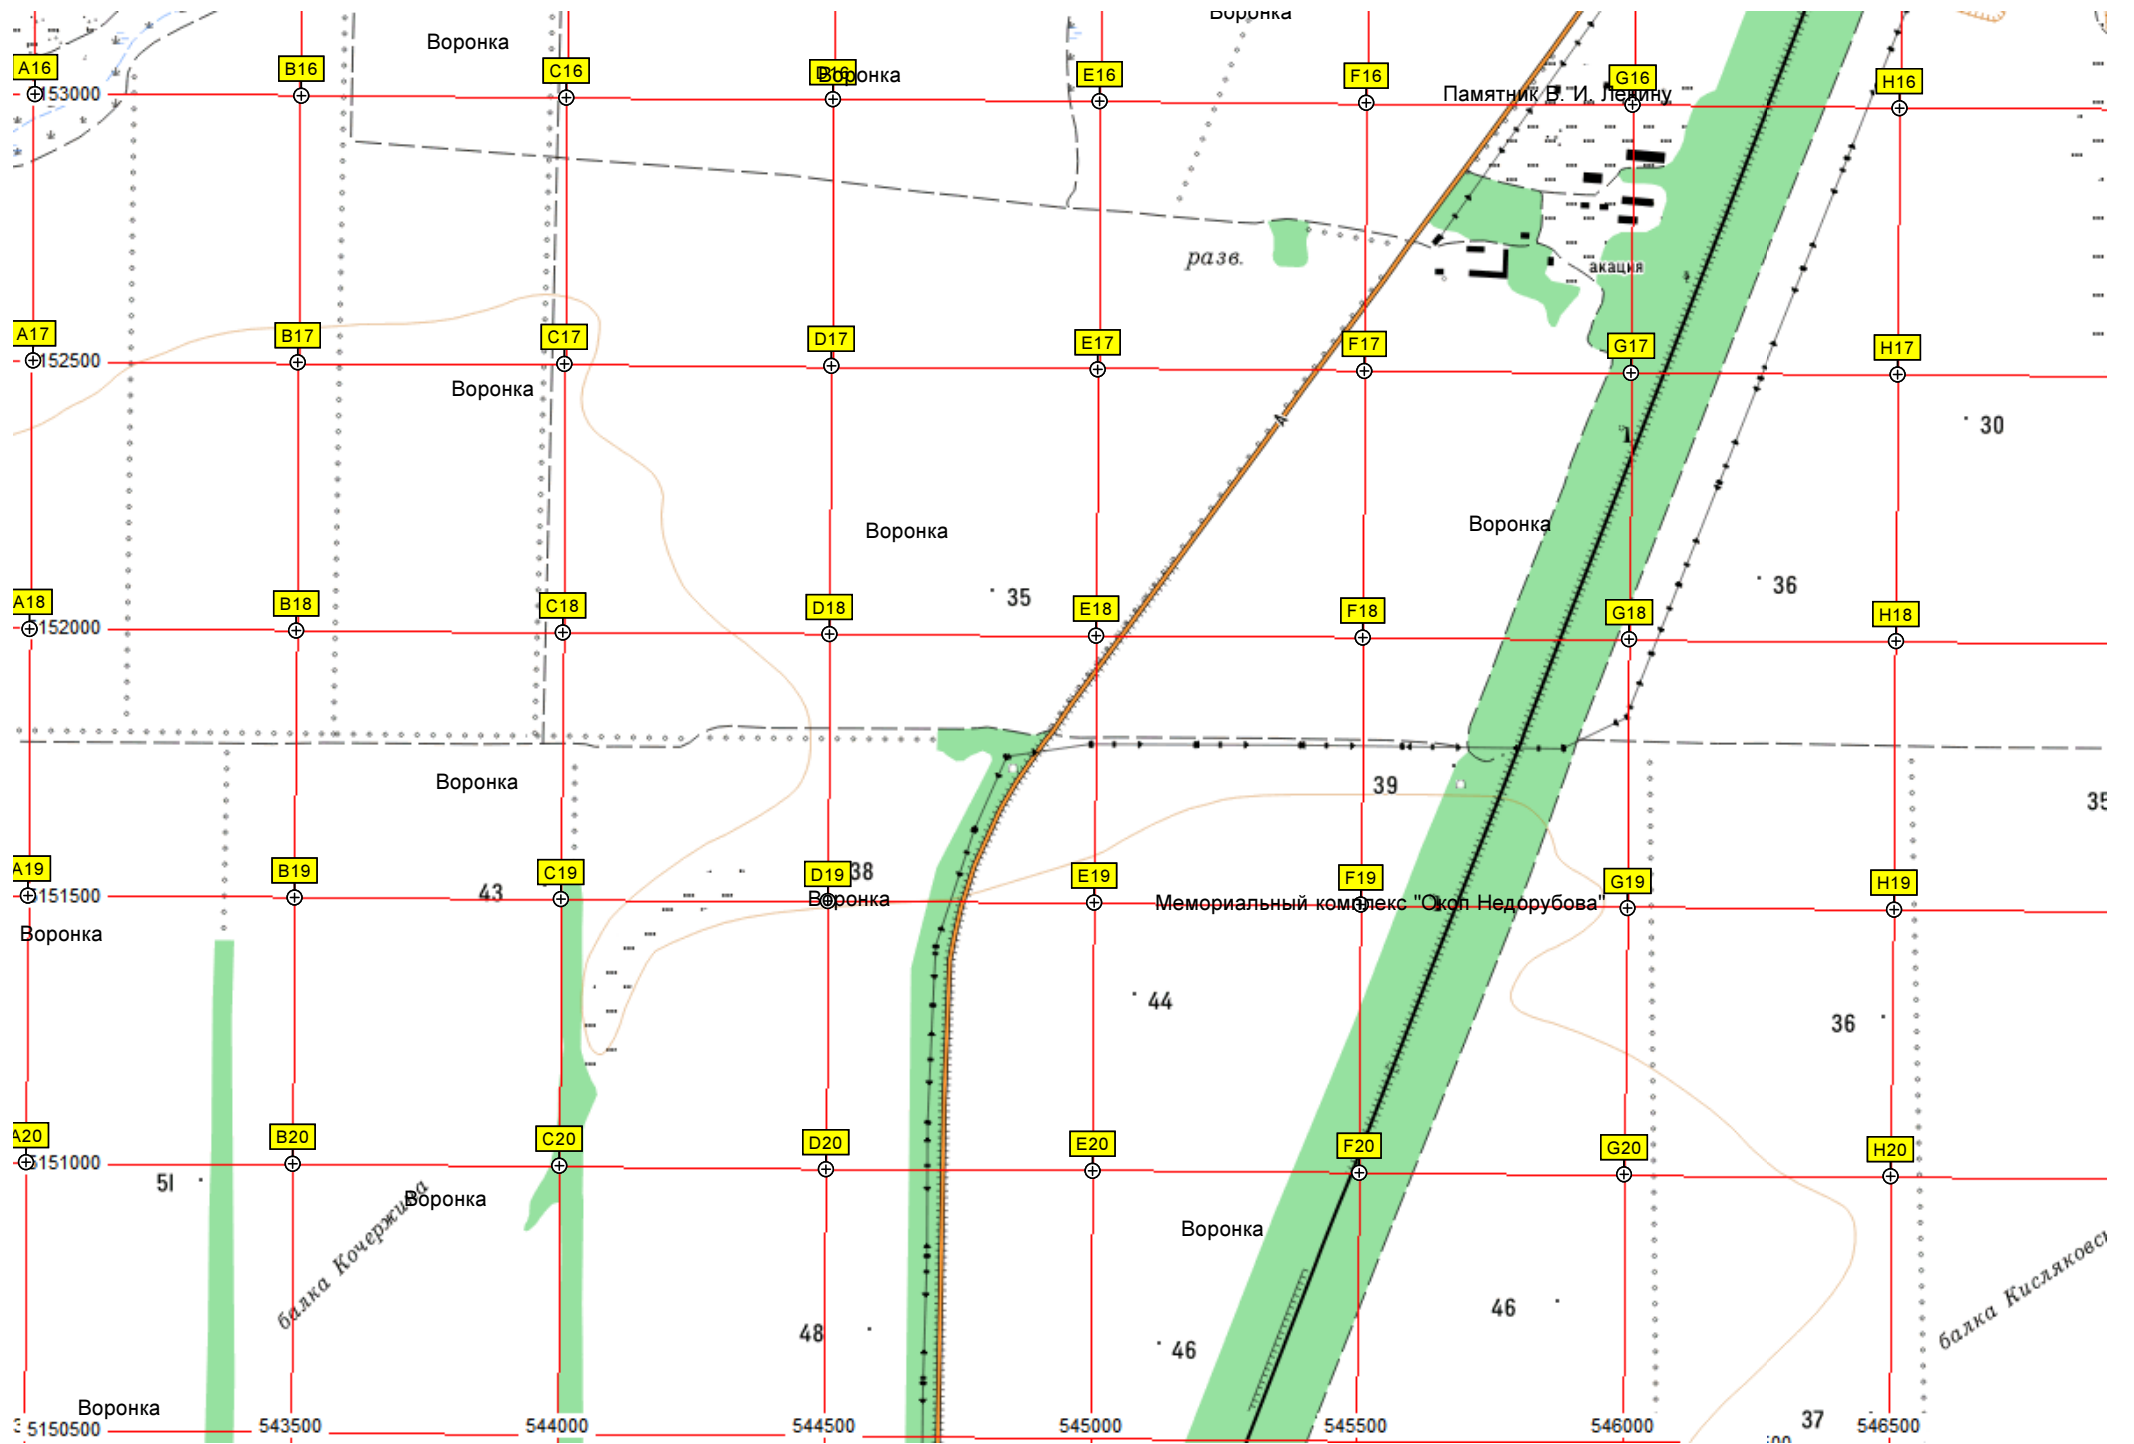 Воронка
Воронка
A16
B16
C16
D16
Воронка
E16
F16
G16
H16
153000
Памятник В. И. Ленину
разв.
акация
A17
B17
C17
D17
E17
F17
G17
H17
152500
Воронка
30
Воронка
Воронка
35
36
A18
B18
C18
D18
E18
F18
G18
H18
5152000
Воронка
39
35
A19
B19
C19
D19
38
E19
F19
G19
H19
5151500
43
Воронка
Мемориальный комплекс "Окоп Недорубова"
Воронка
44
36
A20
B20
C20
D20
E20
F20
G20
H20
5151000
51
балка Кочержина
Воронка
Воронка
балка Кисляковс
48
46
46
Воронка
37
5150500
543500
544000
544500
545000
545500
546000
546500